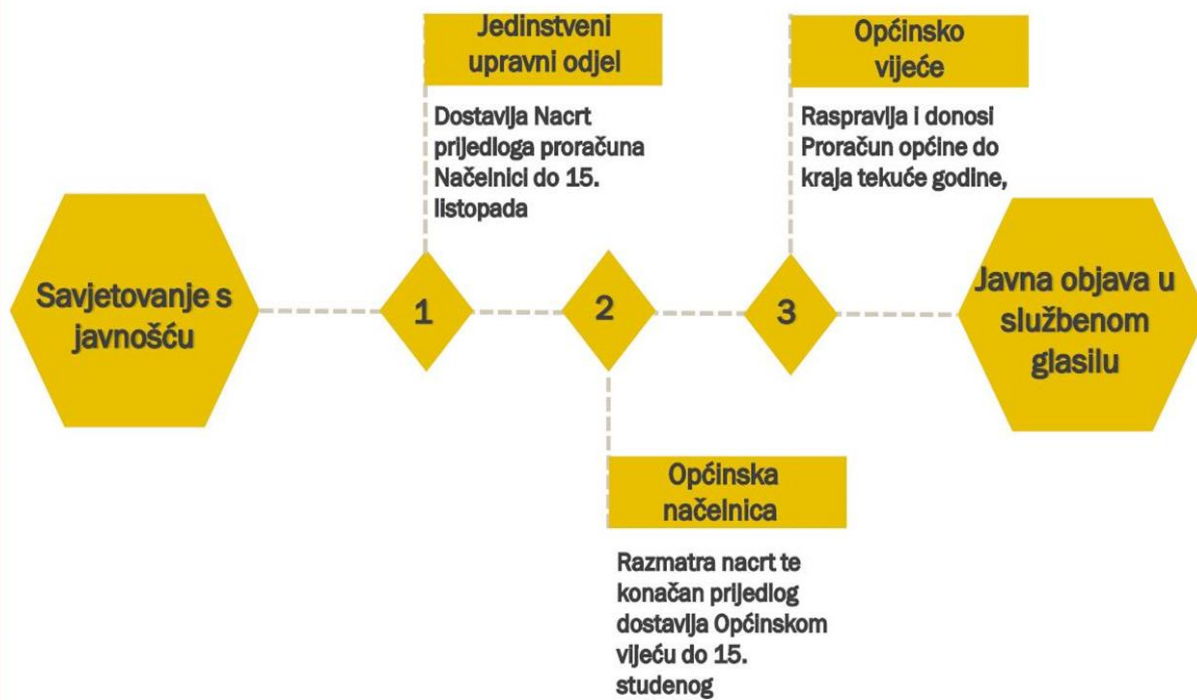 Savjetovanje s
javnošću
1
Jedinstveni
upravni odjel
Dostavlja Nacrt
prijedloga proračuna
Načelnici do 15.
listopada
2
Općinska
načelnica
Razmatra nacrt te
konačan prijedlog
dostavlja Općinskom
vijeću do 15.
studenog
3
Općinsko
vijeće
Raspravlja i donosi
Proračun općine do
kraja tekuće godine,
Javna objava u
službenom
glasilu